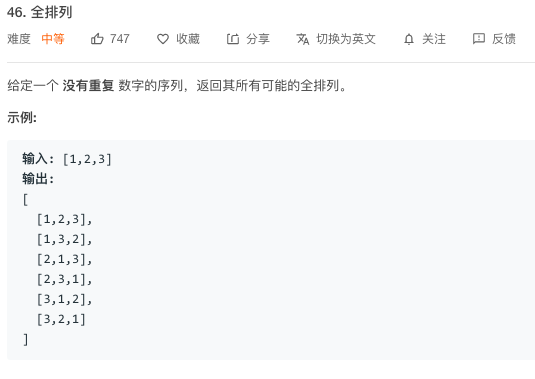 46. 全排列
难度 中等 747 收藏 分享 切换为英文 关注 反馈
给定一个 没有重复 数字的序列，返回其所有可能的全排列。
示例:
输入: [1,2,3]
输出:
[
  [1,2,3],
  [1,3,2],
  [2,1,3],
  [2,3,1],
  [3,1,2],
  [3,2,1]
]